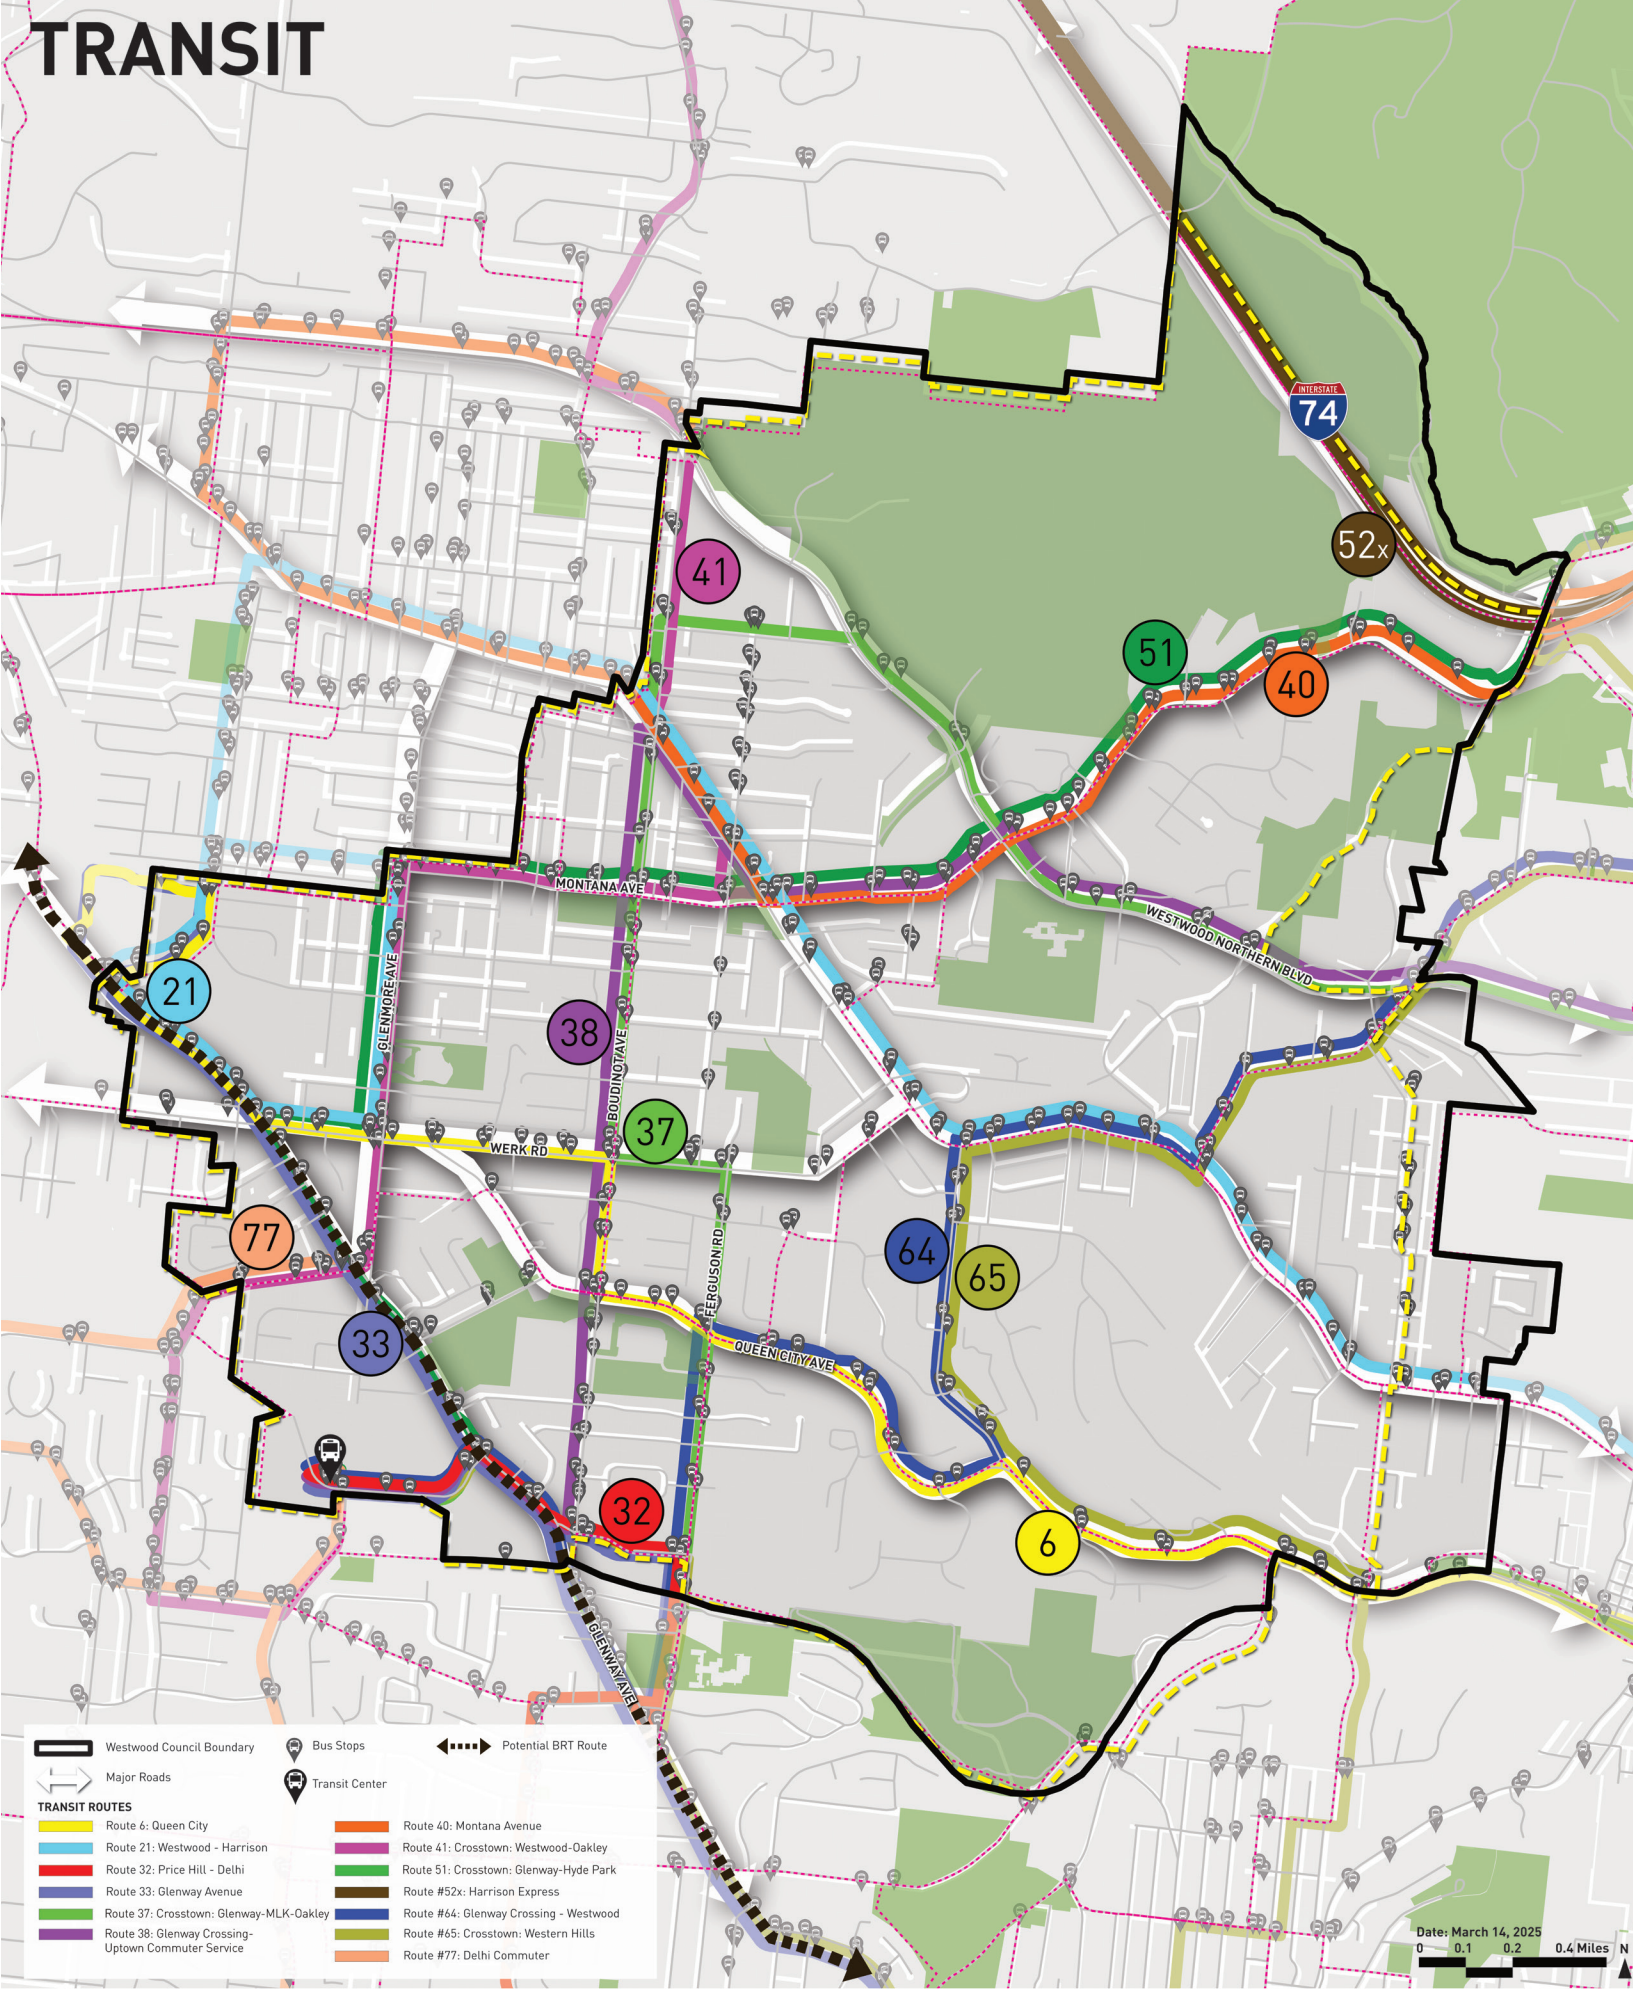 TRANSIT
INTERSTATE
74
52x
41
51
40
MONTANA AVE
WESTWOOD NORTHERN BLVD
21
GLENMORE AVE
38
BOUDINOT AVE
37
WERK RD
77
64
65
FERGUSON RD
33
QUEEN CITY AVE
32
6
GLENWAY AVE
Westwood Council Boundary
Bus Stops
Potential BRT Route
Major Roads
Transit Center
TRANSIT ROUTES
Route 6: Queen City
Route 21: Westwood - Harrison
Route 32: Price Hill - Delhi
Route 33: Glenway Avenue
Route 37: Crosstown: Glenway-MLK-Oakley
Route 38: Glenway Crossing-
Uptown Commuter Service
Route 40: Montana Avenue
Route 41: Crosstown: Westwood-Oakley
Route 51: Crosstown: Glenway-Hyde Park
Route #52x: Harrison Express
Route #64: Glenway Crossing - Westwood
Route #65: Crosstown: Western Hills
Route #77: Delhi Commuter
Date: March 14, 2025
0 0.1 0.2 0.4 Miles N